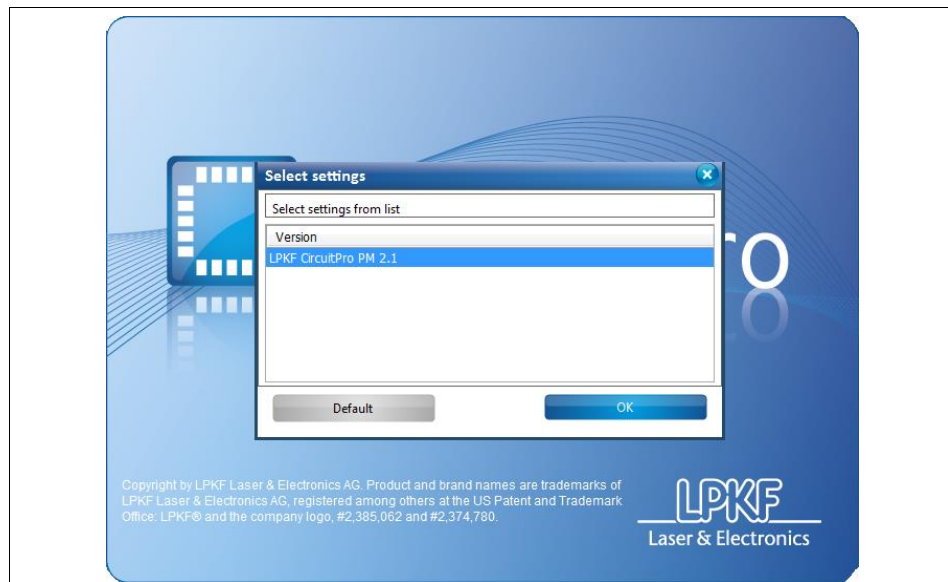 Select settings
Select settings from list
Version
LPKF CircuitPro PM 2.1
ro
Default
OK
Copyright by LPKF Laser & Electronics AG. Product and brand names are trademarks of
LPKF Laser & Electronics AG, registered among others at the US Patent and Trademark
Office: LPKF® and the company logo, #2,385,062 and #2,374,780.
LPKF
Laser & Electronics